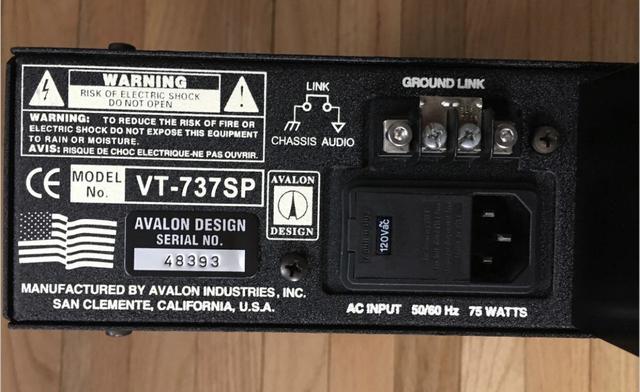 WARNING
RISK OF ELECTRIC SHOCK
DO NOT OPEN
WARNING: TO REDUCE THE RISK OF FIRE OR
ELECTRIC SHOCK DO NOT EXPOSE THIS EQUIPMENT
TO RAIN OR MOISTURE.
AVIS: RISQUE DE CHOC ELECTRIQUE-NE PAS OUVRIR.
LINK
CHASSIS AUDIO
GROUND LINK
CE
MODEL
No.
VT-737SP
AVALON
DESIGN
AVALON DESIGN
SERIAL NO.
48393
MANUFACTURED BY AVALON INDUSTRIES, INC.
SAN CLEMENTE, CALIFORNIA, U.S.A.
120Vac
AC INPUT 50/60 Hz 75 WATTS